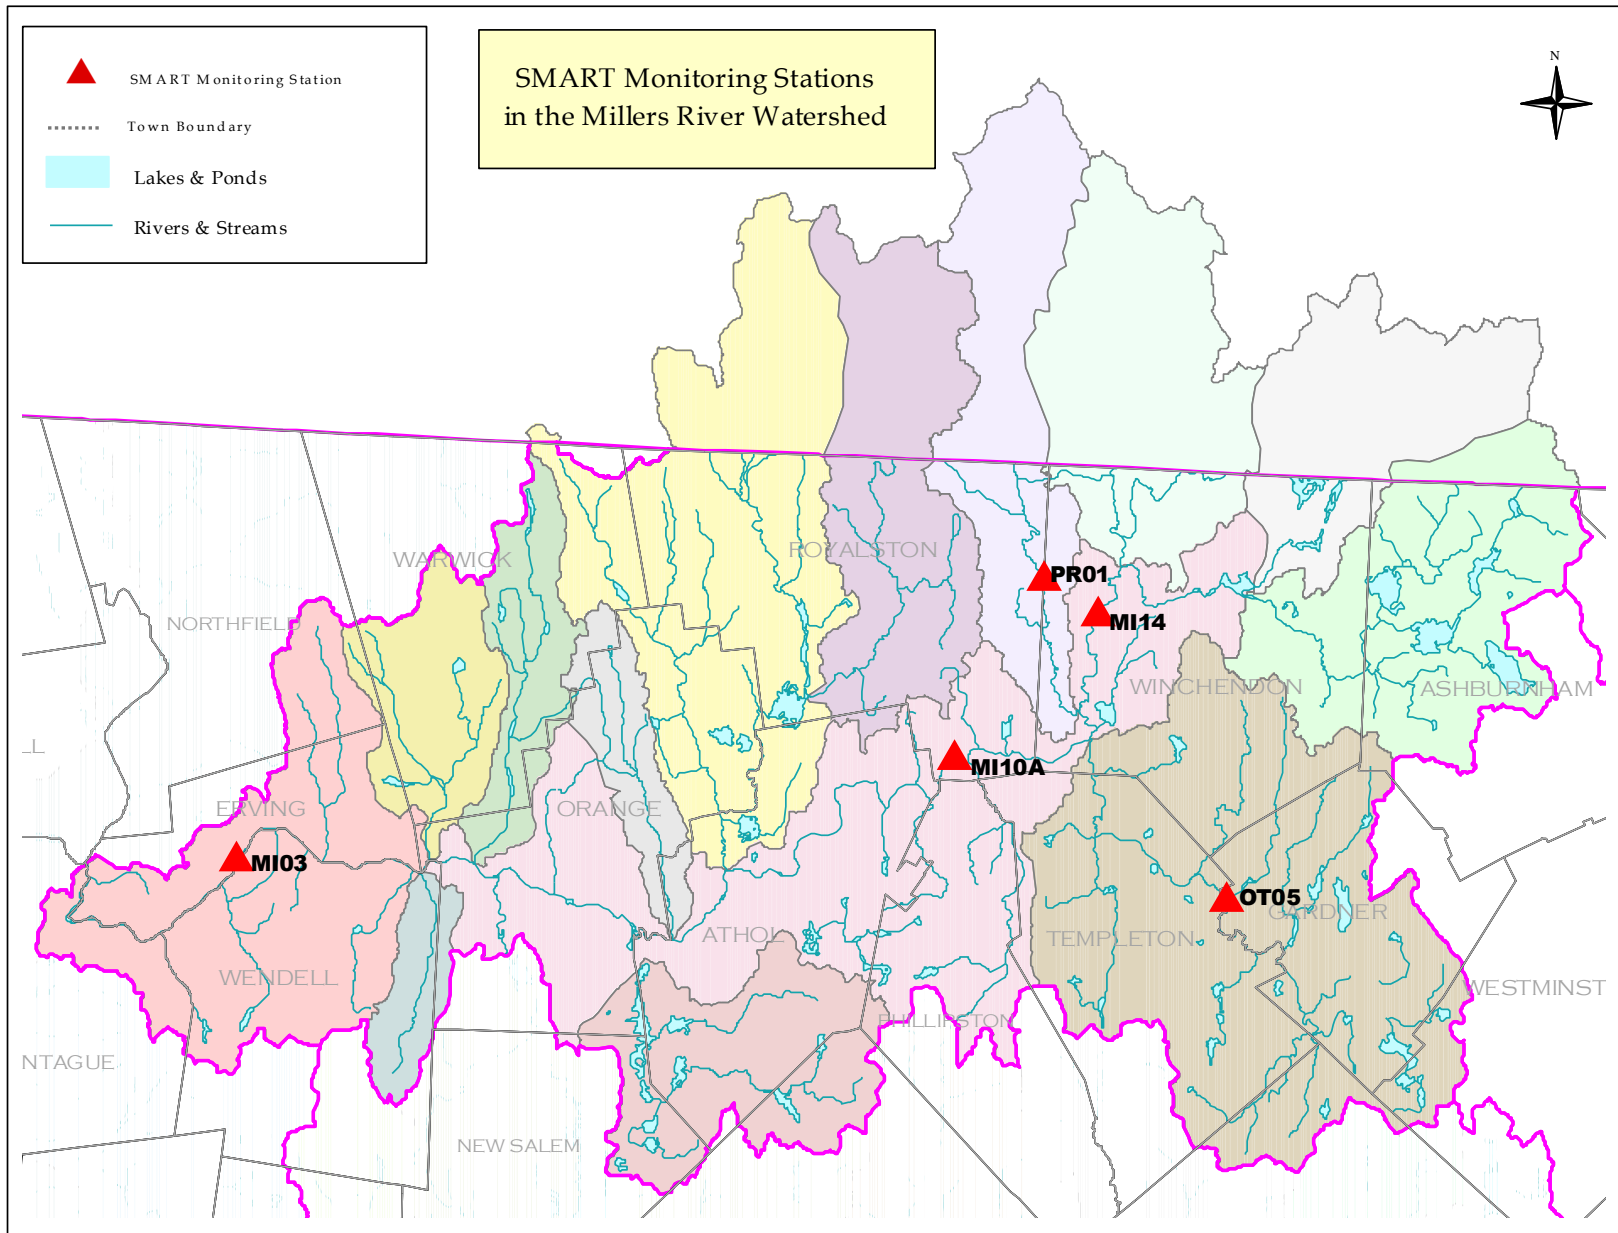 SMART Monitoring Station
Town Boundary
Lakes & Ponds
Rivers & Streams
SMART Monitoring Stations
in the Millers River Watershed
N
WARWICK
ROYALSTON
PR01
NORTHFIELD
MI14
WINCHENDON
ASHBURNHAM
LL
MI10A
ERVING
ORANGE
MI03
OT05
GARDNER
ATHOL
TEMPLETON
WENDELL
WESTMINST
PHILLIPSTON
NTAGUE
NEW SALEM